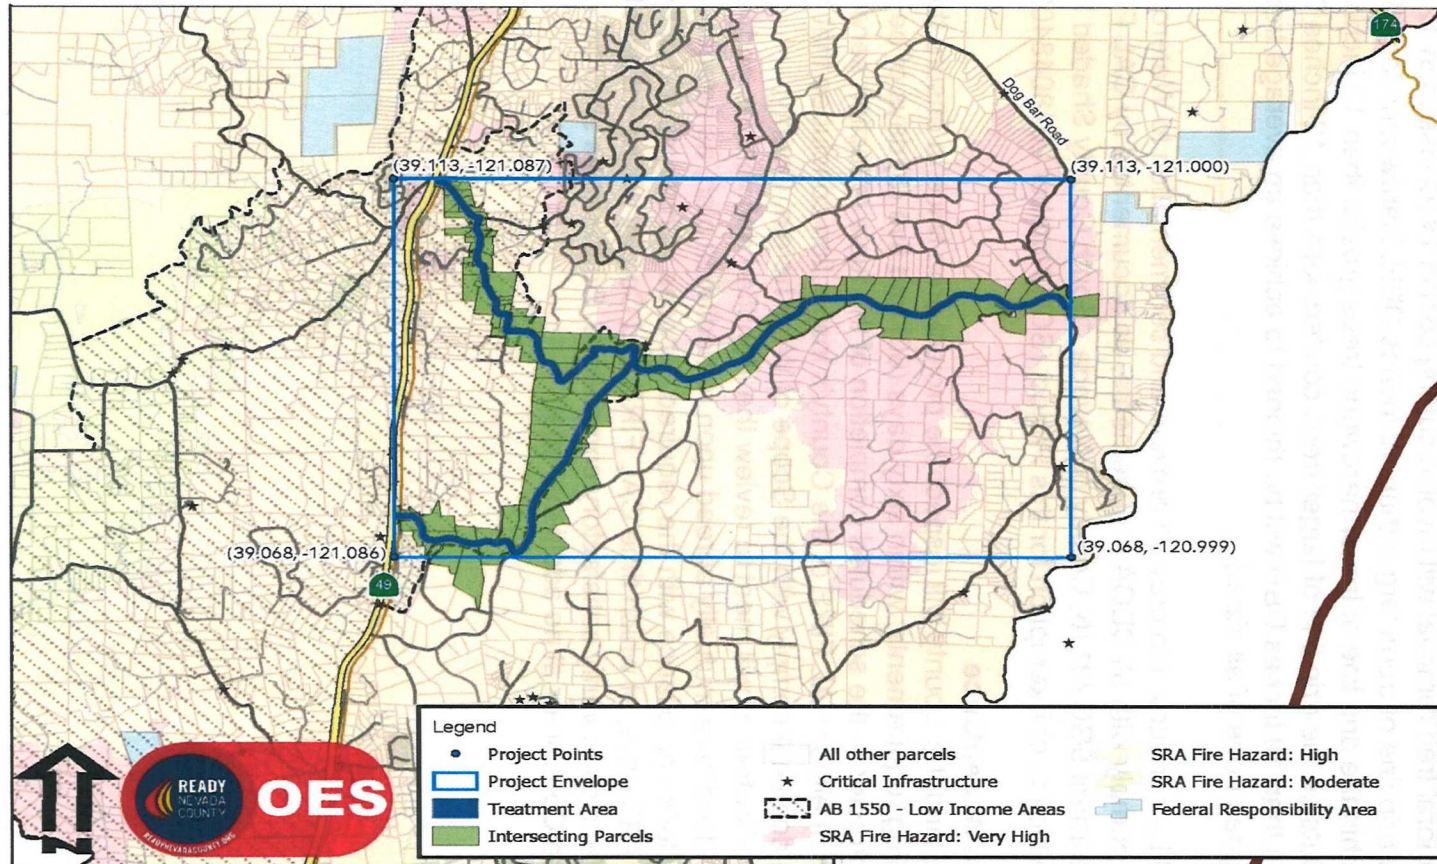 174
Dog Bar Road
(39.113, -121.087)
(39.113, -121.000)
(39.068, -121.086)
(39.068, -120.999)
49
Legend
Project Points
Project Envelope
Treatment Area
Intersecting Parcels
All other parcels
Critical Infrastructure
AB 1550 - Low Income Areas
SRA Fire Hazard: Very High
SRA Fire Hazard: High
SRA Fire Hazard: Moderate
Federal Responsibility Area
N
READY
NEVADA
COUNTY
READYNEVADACOUNTY.ORG
OES